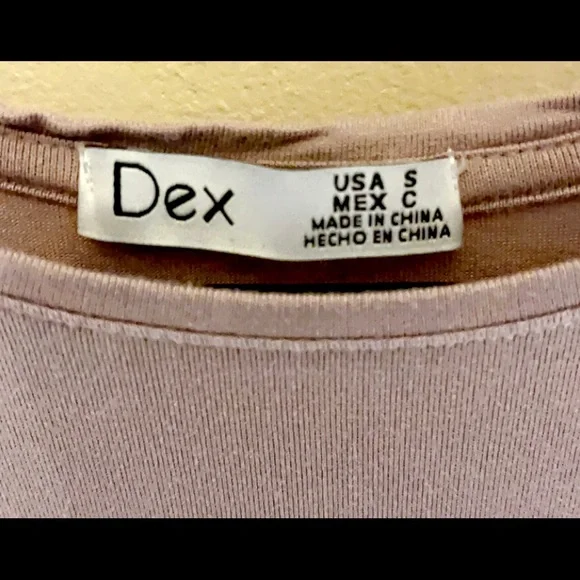 Dex
USA S
MEX C
MADE IN CHINA
HECHO EN CHINA